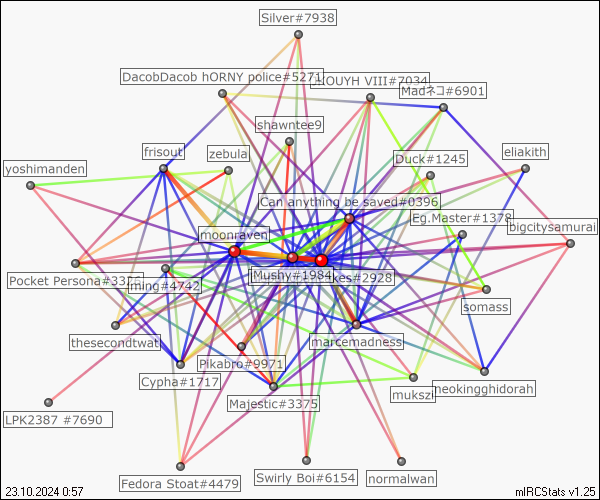 Silver#7938
DacobDacob hORNY police#5271
KOUYH VIII#7034
Madネコ#6901
shawntee9
frisout
zebula
Duck#1245
eliakith
yoshimanden
Can anything be saved#0396
Eg.Master#1378
bigcitysamurai
moonraven
Pocket Persona#
ming#4742
Mushy#1984
kes#2928
somass
thesecondtwat
marcemadness
Pikabro#9971
Cypha#1717
Majestic#3375
mukszi
neokingghidorah
LPK2387 #7690
Fedora Stoat#4479
Swirly Boi#6154
normalwan
23.10.2024 0:57
mIRCStats v1.25